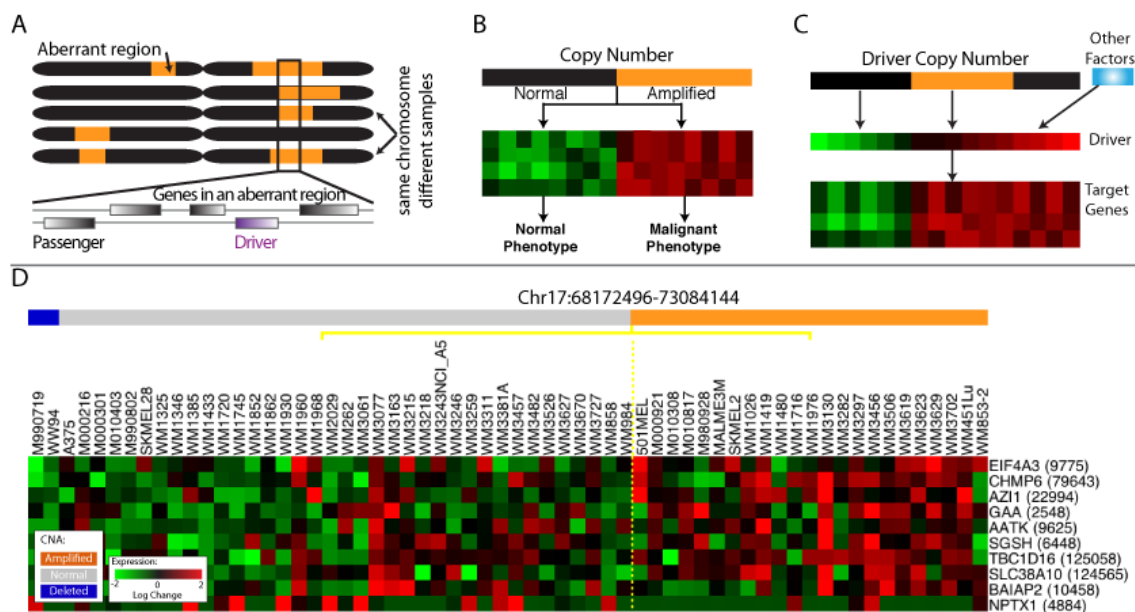 A
Aberrant region
same chromosome
different samples
Genes in an aberrant region
Passenger
Driver
B
Copy Number
Normal
Amplified
Normal
Phenotype
Malignant
Phenotype
C
Driver Copy Number
Other
Factors
Driver
Target
Genes
D
Chr17:68172496-73084144
M990719
WW94
A375
M000216
M000301
M010403
M990802
SKMEL28
WM1325
WM1346
WM1385
WM1433
WM1720
WM1745
WM1852
WM1862
WM1930
WM1960
WM1968
WM2029
WM262
WM3061
WM3077
WM3163
WM3215
WM3218
WM3243NCI_A5
WM3246
WM3259
WM3311
WM3381A
WM3457
WM3482
WM3526
WM3627
WM3670
WM3727
WM858
WM984
501MEL
M000921
M010308
M010817
M980928
MALME3M
SKMEL2
WM1026
WM1419
WM1480
WM1716
WM1976
WM3130
WM3282
WM3297
WM3456
WM3506
WM3619
WM3623
WM3629
WM3702
WM451Lu
WM853-2
EIF4A3 (9775)
CHMP6 (79643)
AZI1 (22994)
GAA (2548)
AATK (9625)
SGSH (6448)
TBC1D16 (125058)
SLC38A10 (124565)
BAIAP2 (10458)
NPTX1 (4884)
CNA:
Amplified
Normal
Deleted
Expression:
-2 0 2
Log Change